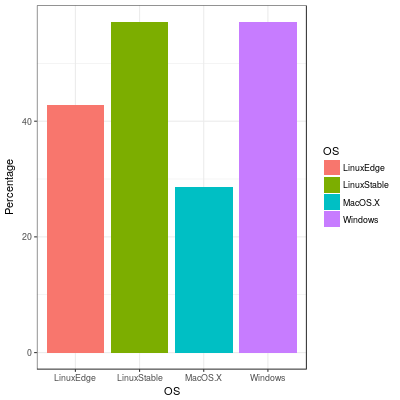 Percentage
40
20
0
LinuxEdge LinuxStable MacOS.X Windows
OS
OS
LinuxEdge
LinuxStable
MacOS.X
Windows